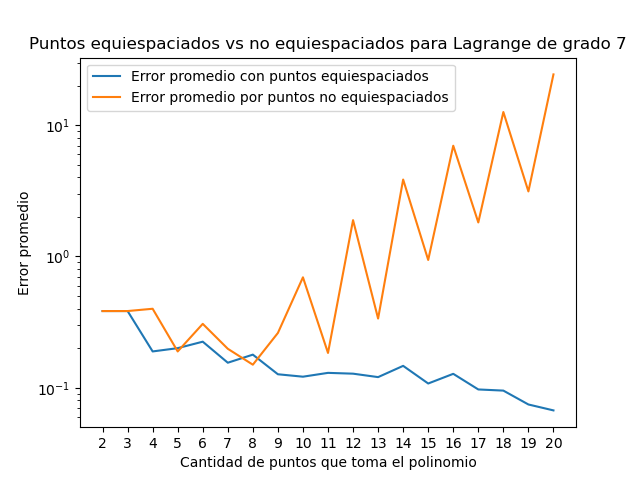 Puntos equiespaciados vs no equiespaciados para Lagrange de grado 7
Error promedio con puntos equiespaciados
Error promedio por puntos no equiespaciados
10¹
10⁰
10⁻¹
Error promedio
2 3 4 5 6 7 8 9 10 11 12 13 14 15 16 17 18 19 20
Cantidad de puntos que toma el polinomio